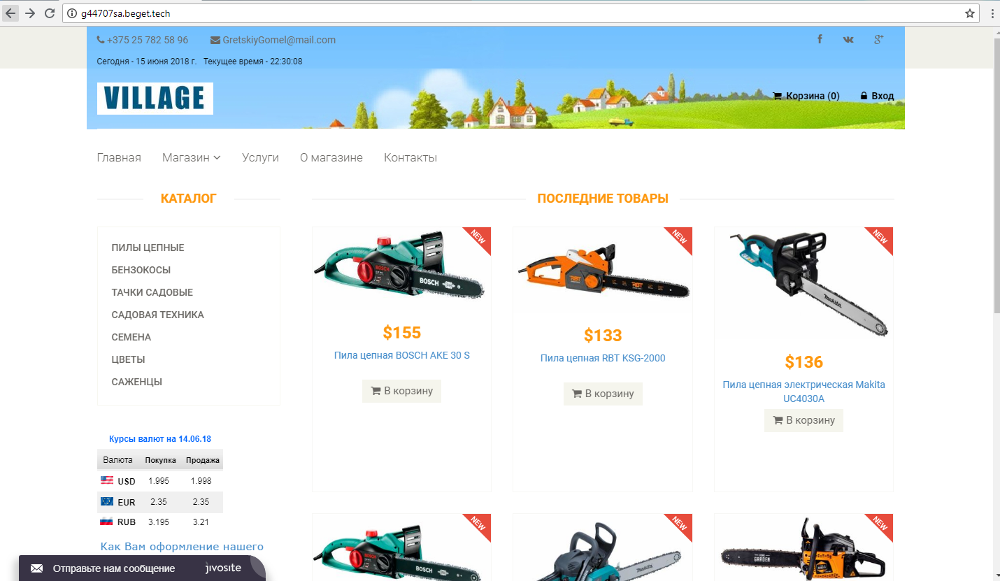 g44707sa.beget.tech
+375 25 782 58 96 GretskiyGomel@mail.com
Сегодня - 15 июня 2018 г. Текущее время - 22:30:08
VILLAGE
Корзина (0) Вход
Главная Магазин Услуги О магазине Контакты
КАТАЛОГ
ПИЛЫ ЦЕПНЫЕ
БЕНЗОКОСЫ
ТАЧКИ САДОВЫЕ
САДОВАЯ ТЕХНИКА
СЕМЕНА
ЦВЕТЫ
САЖЕНЦЫ
Курсы валют на 14.06.18
Валюта Покупка Продажа
USD 1.995 1.998
EUR 2.35 2.35
RUB 3.195 3.21
Как Вам оформление нашего
ПОСЛЕДНИЕ ТОВАРЫ
NEW
BOSCH
BOSCH
$155
Пила цепная BOSCH AKE 30 S
В корзину
NEW
RBT
RBT
$133
Пила цепная RBT KSG-2000
В корзину
NEW
makita
$136
Пила цепная электрическая Makita
UC4030A
В корзину
NEW
BOSCH
BOSCH
NEW
makita
NEW
HOME
GARDEN
Отправьте нам сообщение jivosite